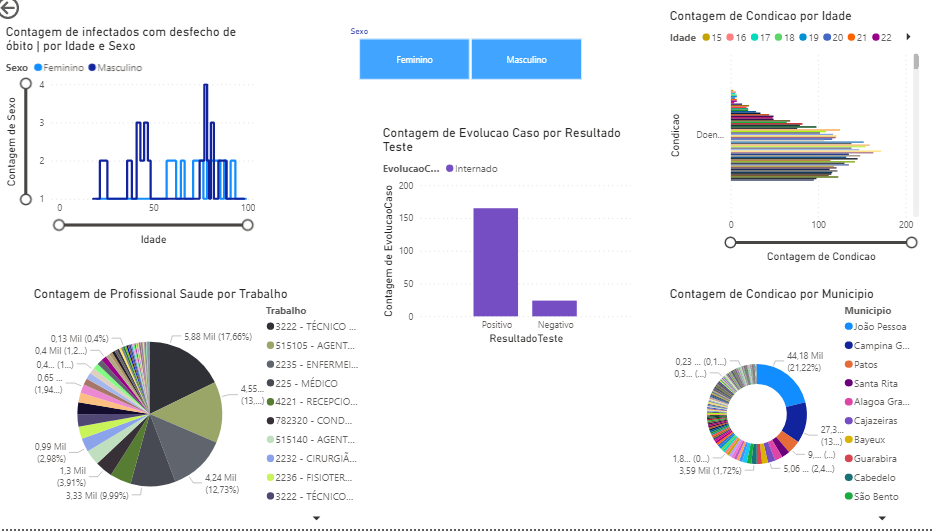 Contagem de infectados com desfecho de
óbito | por Idade e Sexo
Sexo Feminino Masculino
Contagem de Sexo
4
3
2
1
0 50 100
Idade
Sexo
Feminino Masculino
Contagem de Evolucao Caso por Resultado
Teste
EvolucaoC... Internado
Contagem de EvolucaoCaso
200
150
100
50
0
Positivo Negativo
ResultadoTeste
Contagem de Condicao por Idade
Idade 15 16 17 18 19 20 21 22
Condicao
Doen...
0 100 200
Contagem de Condicao
Contagem de Profissional Saude por Trabalho
5,88 Mil (17,66%)
4,55...
(13,...)
4,24 Mil
(12,73%)
3,33 Mil (9,99%)
1,3 Mil
(3,91%)
0,99 Mil
(2,98%)
0,65 ...
(1,94...)
0,4... (1...)
0,4 Mil (1,2...)
0,13 Mil (0,4%)
Trabalho
3222 - TÉCNICO ...
515105 - AGENT...
2235 - ENFERMEI...
225 - MÉDICO
4221 - RECEPCIO...
782320 - COND...
515140 - AGENT...
2232 - CIRURGIÃ...
2236 - FISIOTER...
3222 - TÉCNICO...
Contagem de Condicao por Municipio
44,18 Mil
(21,22%)
27,3...
(13...)
9,... (...)
5,06 ... (2,4...)
3,59 Mil (1,72%)
1,8... (0...)
0,3... (...)
0,23 ... (0,1...)
Municipio
João Pessoa
Campina G...
Patos
Santa Rita
Alagoa Gra...
Cajazeiras
Bayeux
Guarabira
Cabedelo
São Bento